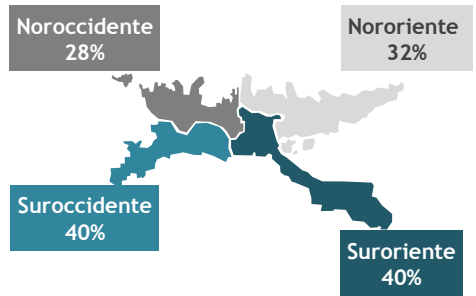 Noroccidente
28%
Nororiente
32%
Suroccidente
40%
Suroriente
40%